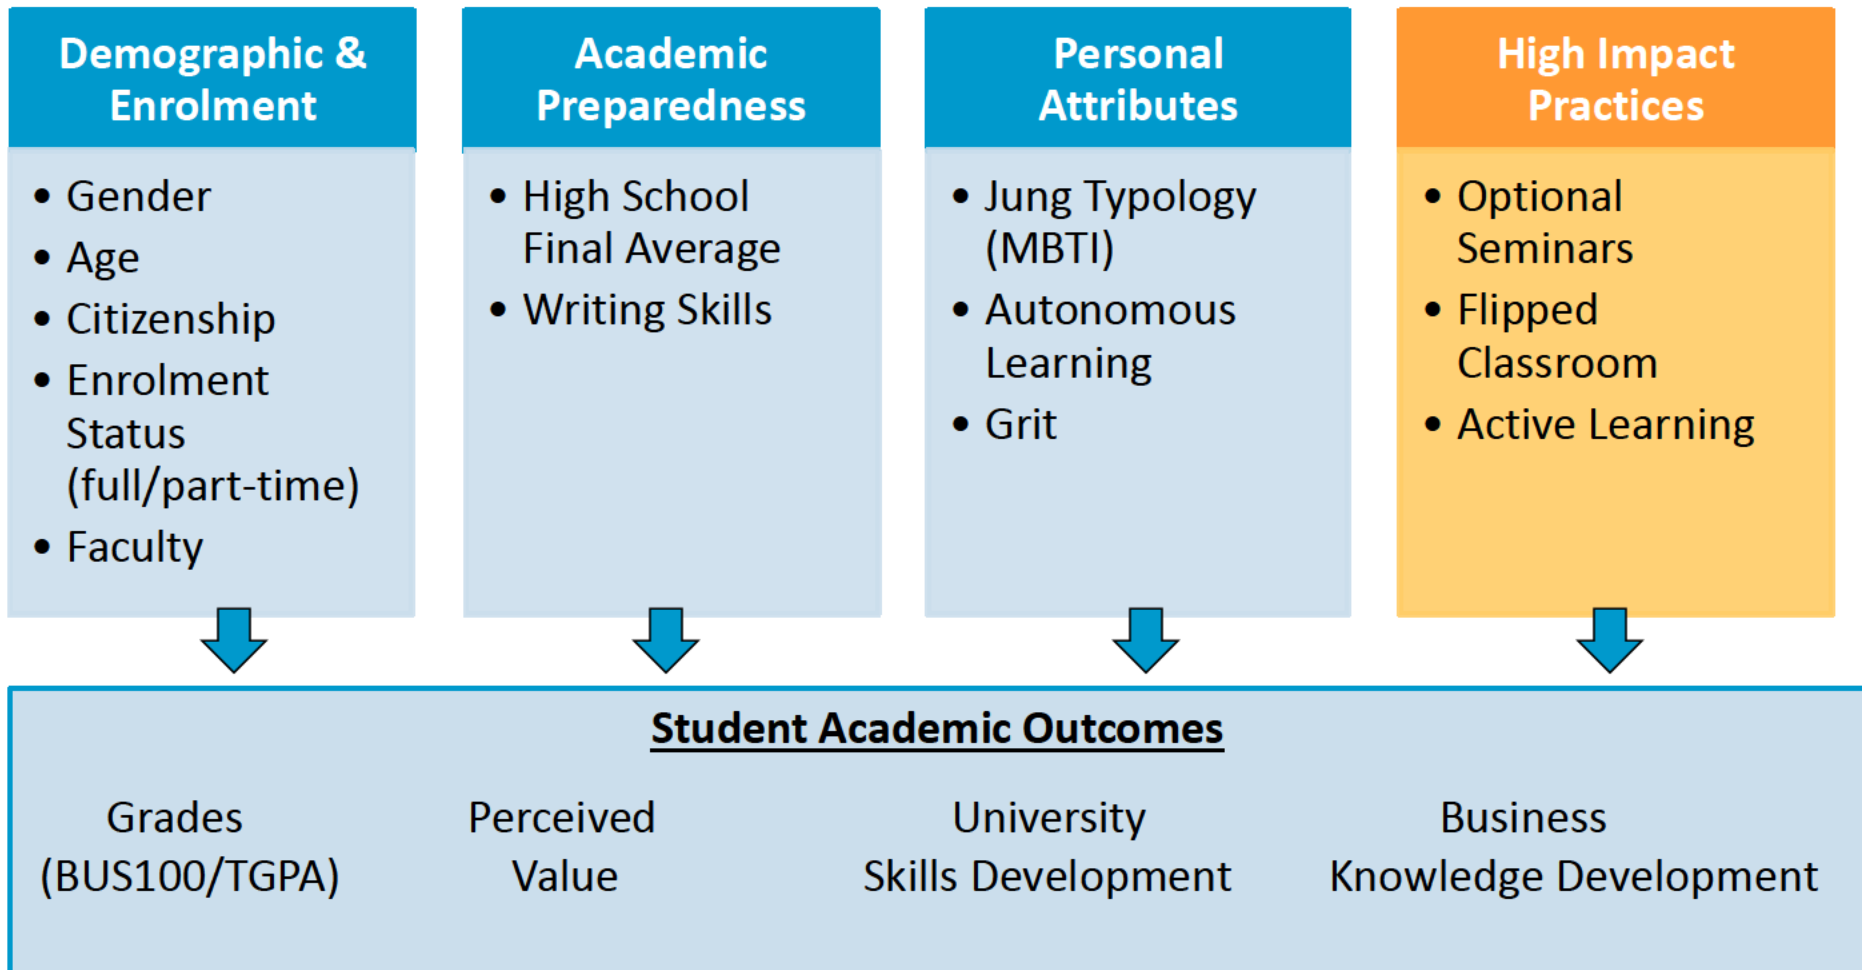 Demographic &
Enrolment
• Gender
• Age
• Citizenship
• Enrolment
Status
(full/part-time)
• Faculty
Academic
Preparedness
• High School
Final Average
• Writing Skills
Personal
Attributes
• Jung Typology
(MBTI)
• Autonomous
Learning
• Grit
High Impact
Practices
• Optional
Seminars
• Flipped
Classroom
• Active Learning
Student Academic Outcomes
Grades
(BUS100/TGPA)
Perceived
Value
University
Skills Development
Business
Knowledge Development